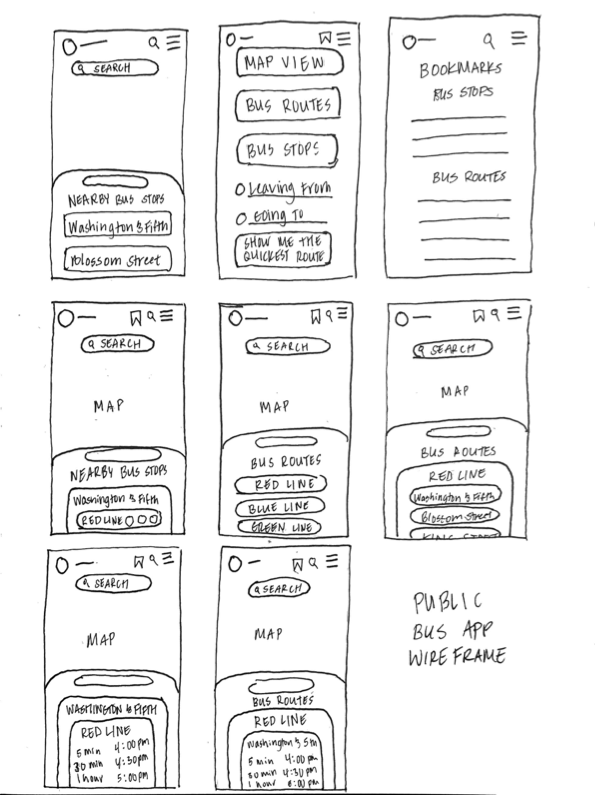 SEARCH
NEARBY BUS STOPS
Washington & Fifth
Blossom Street
MAP VIEW
BUS ROUTES
BUS STOPS
Leaving From
Going To
SHOW ME THE
QUICKEST ROUTE
BOOKMARKS
BUS STOPS
BUS ROUTES
SEARCH
MAP
NEARBY BUS STOPS
Washington & Fifth
RED LINE
SEARCH
MAP
BUS ROUTES
RED LINE
BLUE LINE
GREEN LINE
SEARCH
MAP
BUS ROUTES
RED LINE
Washington & Fifth
Blossom Street
KING STREET
SEARCH
MAP
WASHINGTON & FIFTH
RED LINE
5 min 4:00 pm
30 min 4:30 pm
1 hour 5:00 pm
SEARCH
MAP
BUS ROUTES
RED LINE
Washington & 5th
5 min 4:00 pm
30 min 4:30 pm
1 hour 5:00 pm
PUBLIC
BUS APP
WIREFRAME